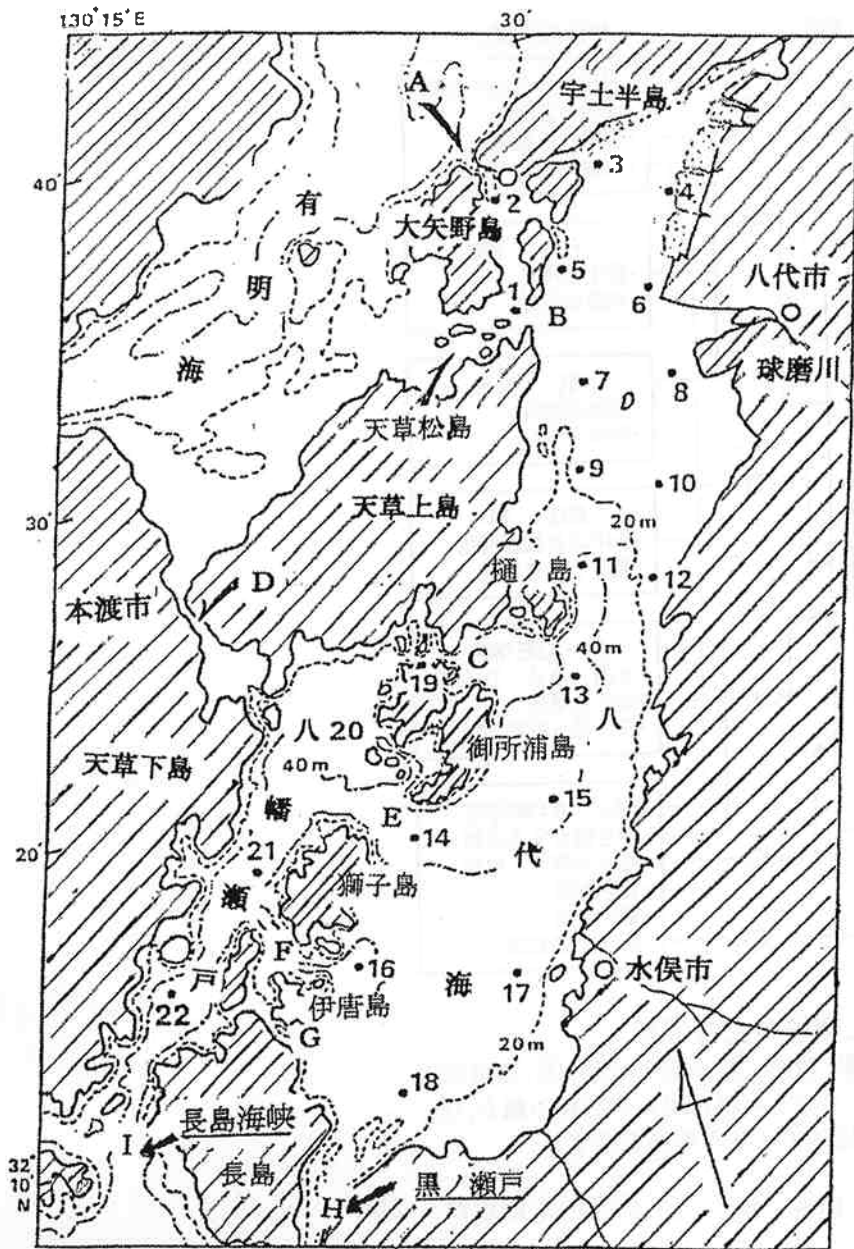 130°15'E
30'
A
宇土半島
3
40'
有
2
4
大矢野島
明
5
八代市
1
B
6
海
7
8
球磨川
天草松島
9
10
天草上島
20m
30'
樋ノ島
11
12
D
本渡市
C
40m
19
13
八
八
20
御所浦島
天草下島
40m
15
幡
E
14
代
20'
21
瀬
獅子島
F
16
海
17
水俣市
戸
伊唐島
22
G
20m
18
I
長島海峡
32°
10'
N
長島
H
黒ノ瀬戸